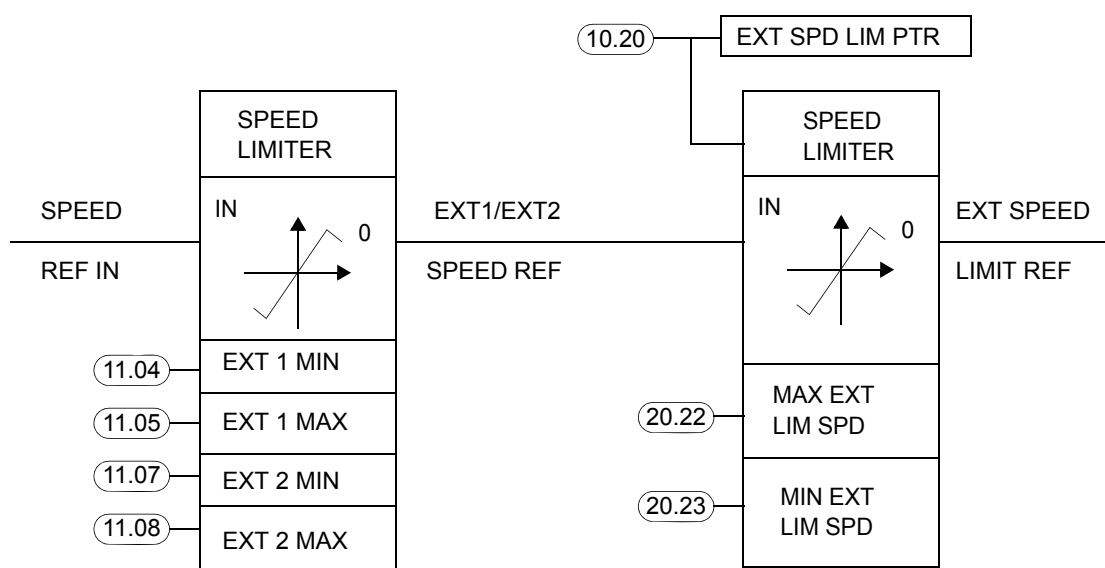 10.20
EXT SPD LIM PTR
SPEED
LIMITER
SPEED
LIMITER
SPEED
REF IN
IN
0
EXT1/EXT2
SPEED REF
IN
0
EXT SPEED
LIMIT REF
11.04
EXT 1 MIN
11.05
EXT 1 MAX
11.07
EXT 2 MIN
11.08
EXT 2 MAX
20.22
MAX EXT
LIM SPD
20.23
MIN EXT
LIM SPD